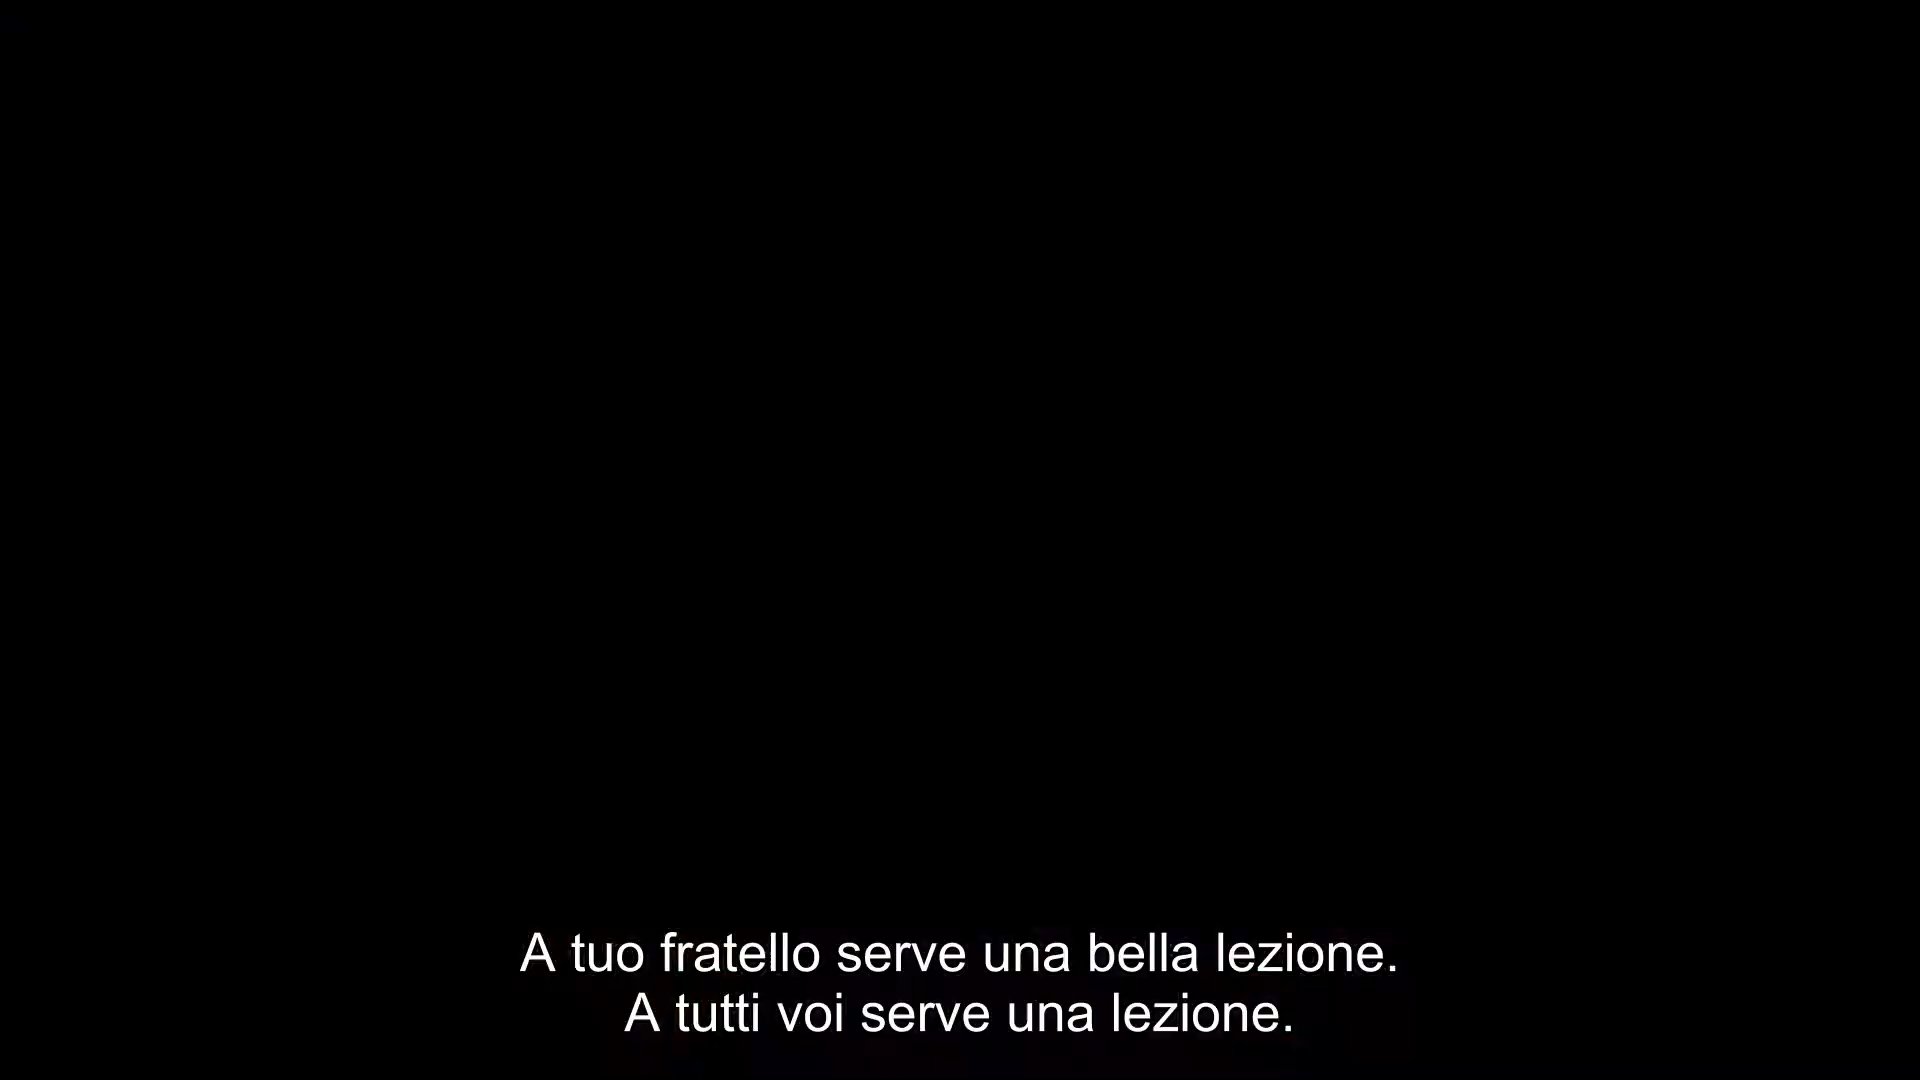 A tuo fratello serve una bella lezione.
A tutti voi serve una lezione.